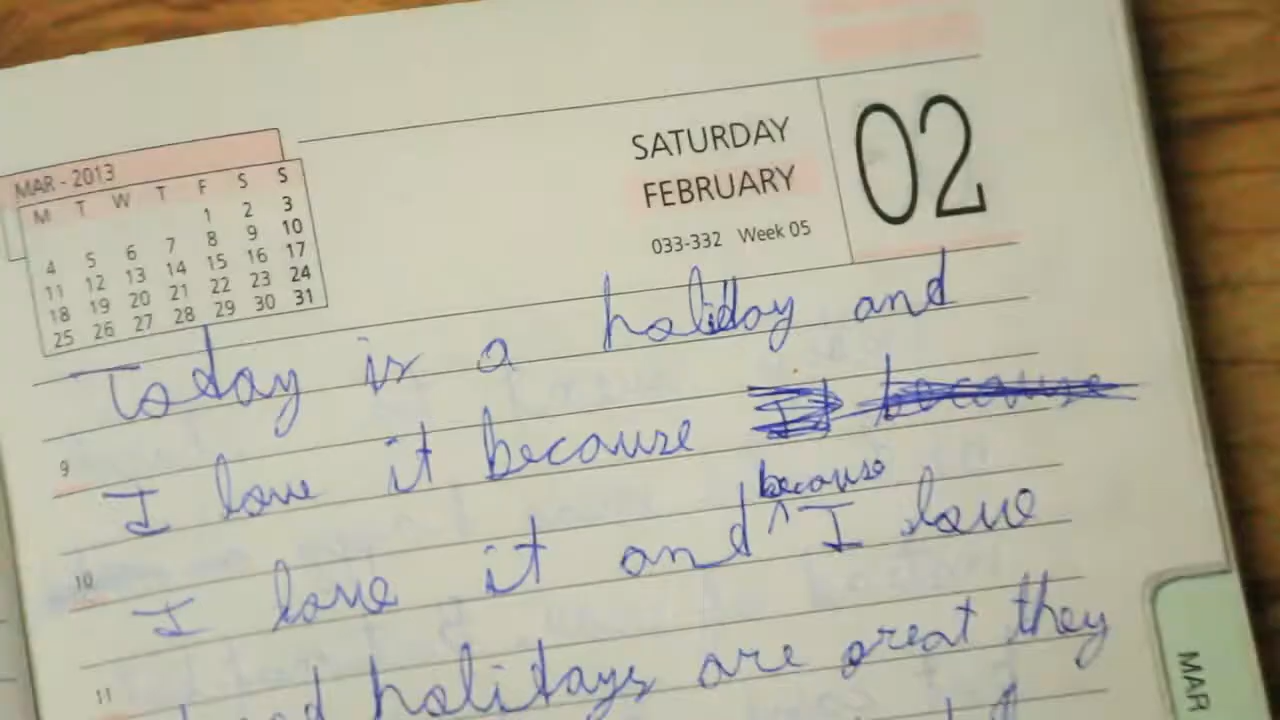 SATURDAY
FEBRUARY
033-332 Week 05
02
MAR - 2013
M T W T F S S
1 2 3
4 5 6 7 8 9 10
11 12 13 14 15 16 17
18 19 20 21 22 23 24
25 26 27 28 29 30 31
Today is a holiday and
9
I love it because
because
10
I love it and ^ I love
11
holidays are great they
MAR